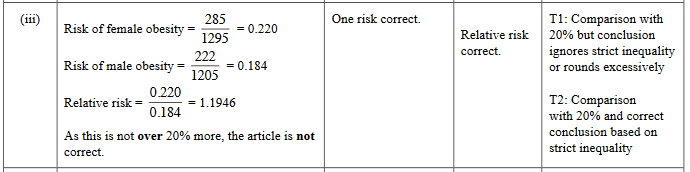 (iii)
Risk of female obesity = 285/1295 = 0.220
Risk of male obesity = 222/1205 = 0.184
Relative risk = 0.220/0.184 = 1.1946
As this is not over 20% more, the article is not
correct.
One risk correct.
Relative risk
correct.
T1: Comparison with
20% but conclusion
ignores strict inequality
or rounds excessively
T2: Comparison
with 20% and correct
conclusion based on
strict inequality